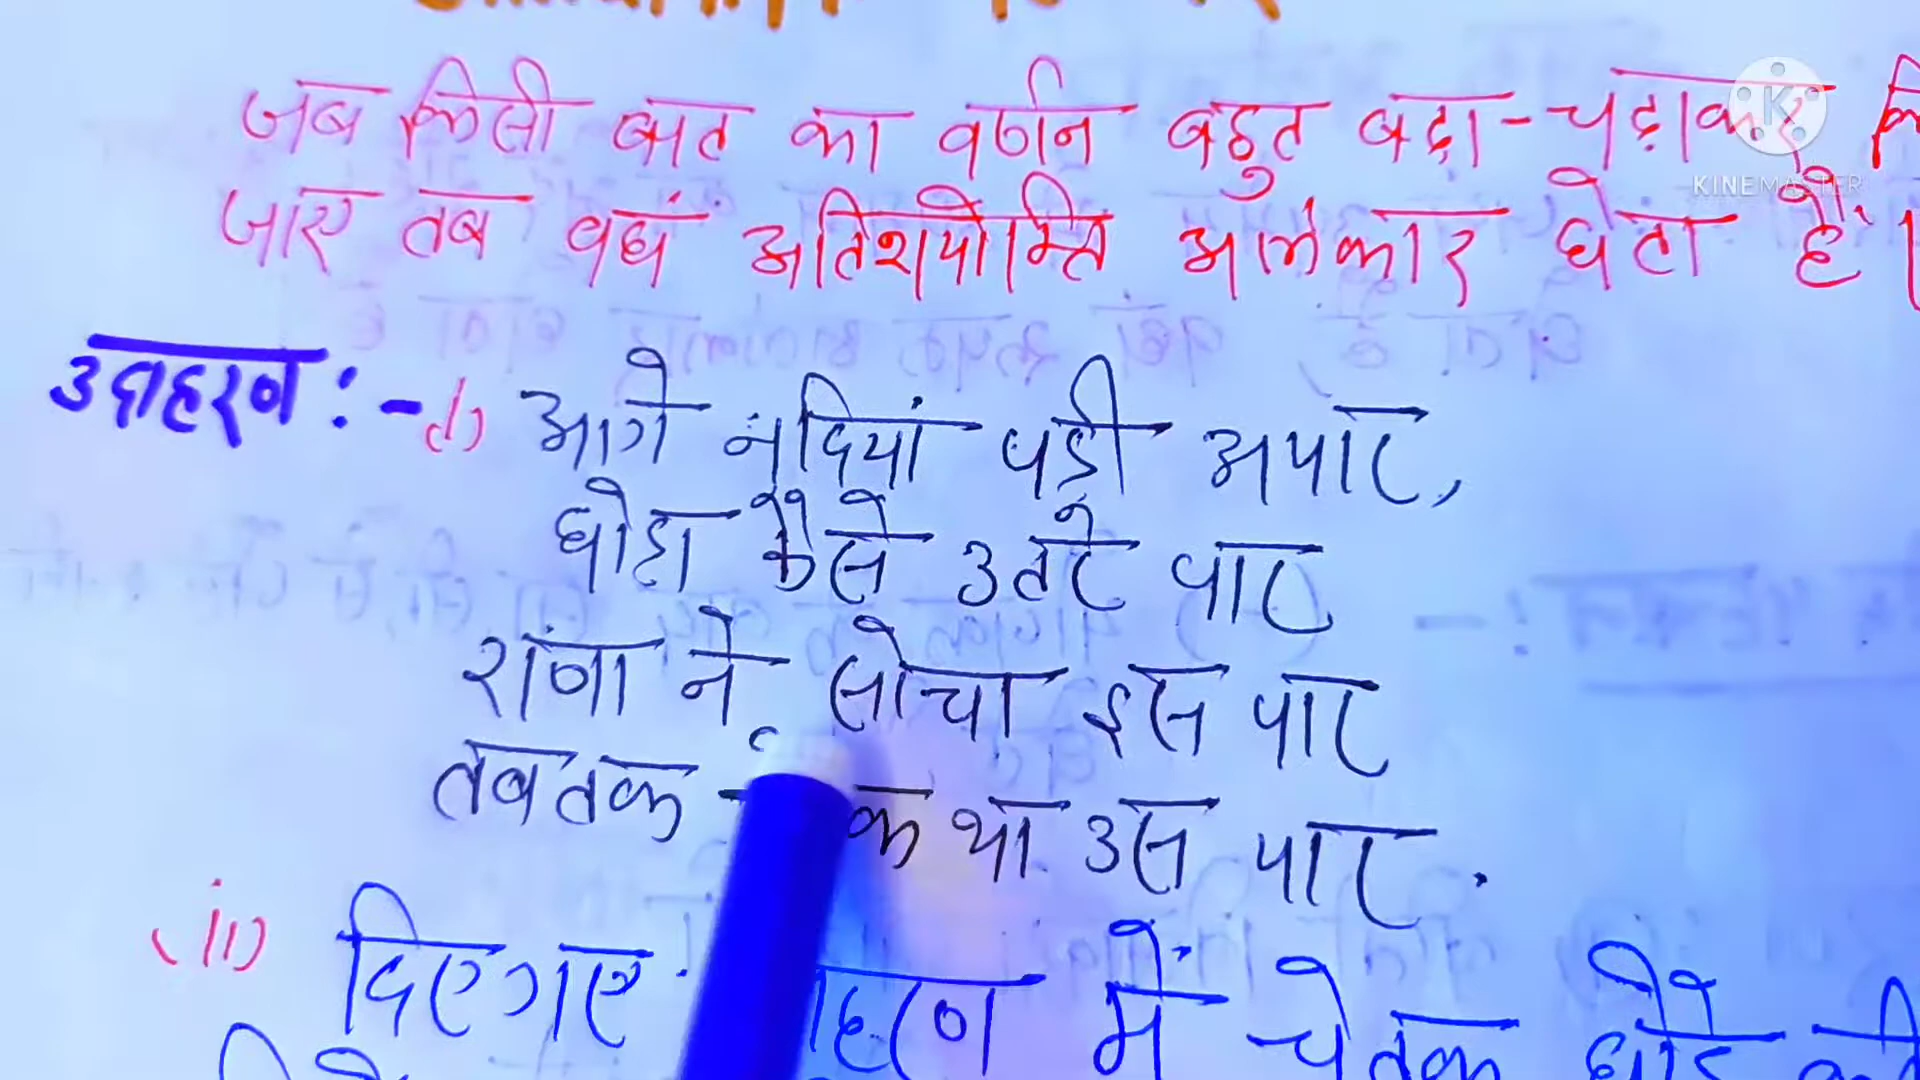 जब किसी बात का वर्णन बहुत बढ़ा-चढ़ाकर
KINEMASTER
जाए तब वहां अतिशयोक्ति अलंकार होता हैं।
उदाहरण :- (i) आगे नदियां पड़ी अपार,
घोड़ा कैसे उतरे पार
राणा ने सोचा इस पार
तब तक था उस पार .
(ii) दिए गए में चेतक घोड़े की